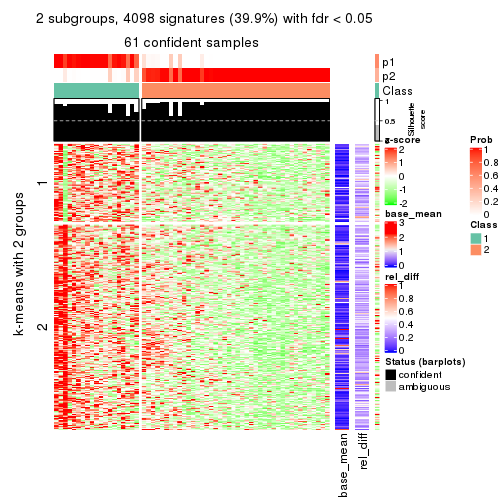 2 subgroups, 4098 signatures (39.9%) with fdr < 0.05
61 confident samples
p1
p2
Class
1
0.5
0
Silhouette
score
k-means with 2 groups
1
2
base_mean
rel_diff
z-score
2
1
0
-1
-2
base_mean
3
2
1
0
rel_diff
1
0.8
0.6
0.4
0.2
0
Status (barplots)
confident
ambiguous
Prob
1
0.8
0.6
0.4
0.2
0
Class
1
2